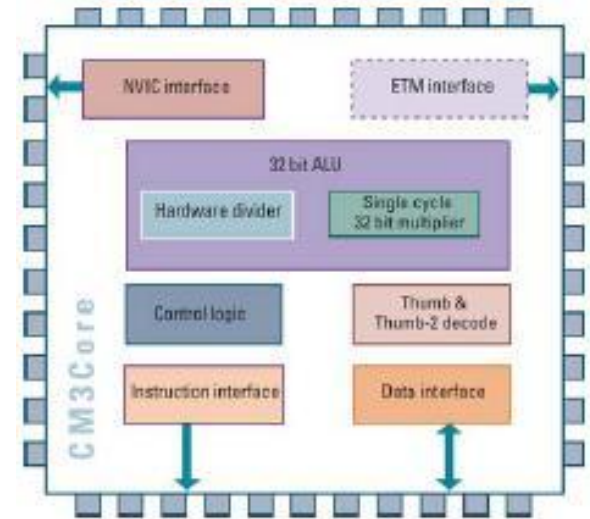 NVIC interface
ETM interface
32 bit ALU
Hardware divider
Single cycle
32 bit multiplier
Control logic
Thumb &
Thumb-2 decode
Instruction interface
Data interface
CM3Core